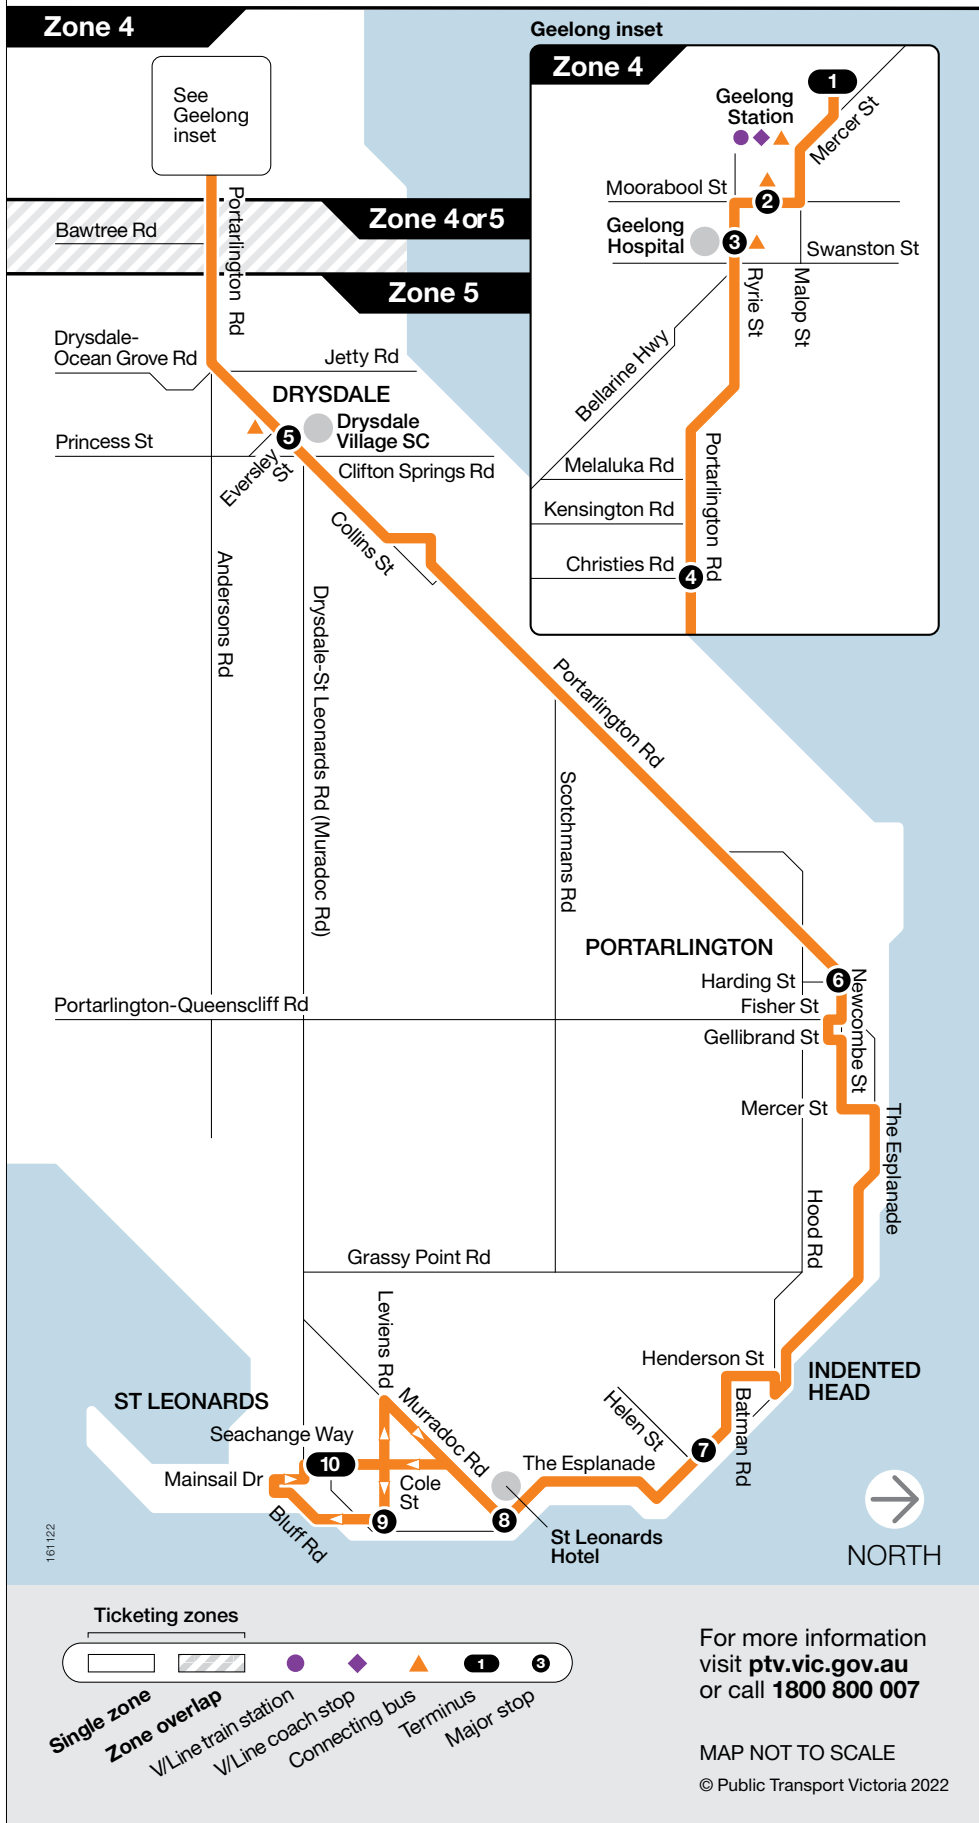 Zone 4
Geelong inset
Zone 4
See
Geelong
inset
1
Geelong
Station
Mercer St
Moorabool St
2
Geelong
Hospital
3
Swanston St
Ryrie St
Malop St
Bellarine Hwy
Melaluka Rd
Kensington Rd
Christies Rd
4
Portarlington Rd
Portarlington Rd
Zone 4or5
Bawtree Rd
Zone 5
Drysdale-
Ocean Grove Rd
Jetty Rd
DRYSDALE
Drysdale
Village SC
5
Princess St
Eversley
St
Clifton Springs Rd
Collins St
Andersons Rd
Drysdale-St Leonards Rd (Muradoc Rd)
Portarlington Rd
Scotchmans Rd
PORTARLINGTON
Harding St
6
Newcombe St
Portarlington-Queenscliff Rd
Fisher St
Gellibrand St
Mercer St
The Esplanade
Hood Rd
Grassy Point Rd
Leviens Rd
Henderson St
INDENTED
HEAD
ST LEONARDS
Murradoc Rd
Helen St
Batman Rd
7
Seachange Way
10
The Esplanade
Mainsail Dr
Cole
St
Bluff Rd
9
8
St Leonards
Hotel
NORTH
161122
Ticketing zones
1
3
Single zone
Zone overlap
V/Line train station
V/Line coach stop
Connecting bus
Terminus
Major stop
For more information
visit ptv.vic.gov.au
or call 1800 800 007
MAP NOT TO SCALE
© Public Transport Victoria 2022